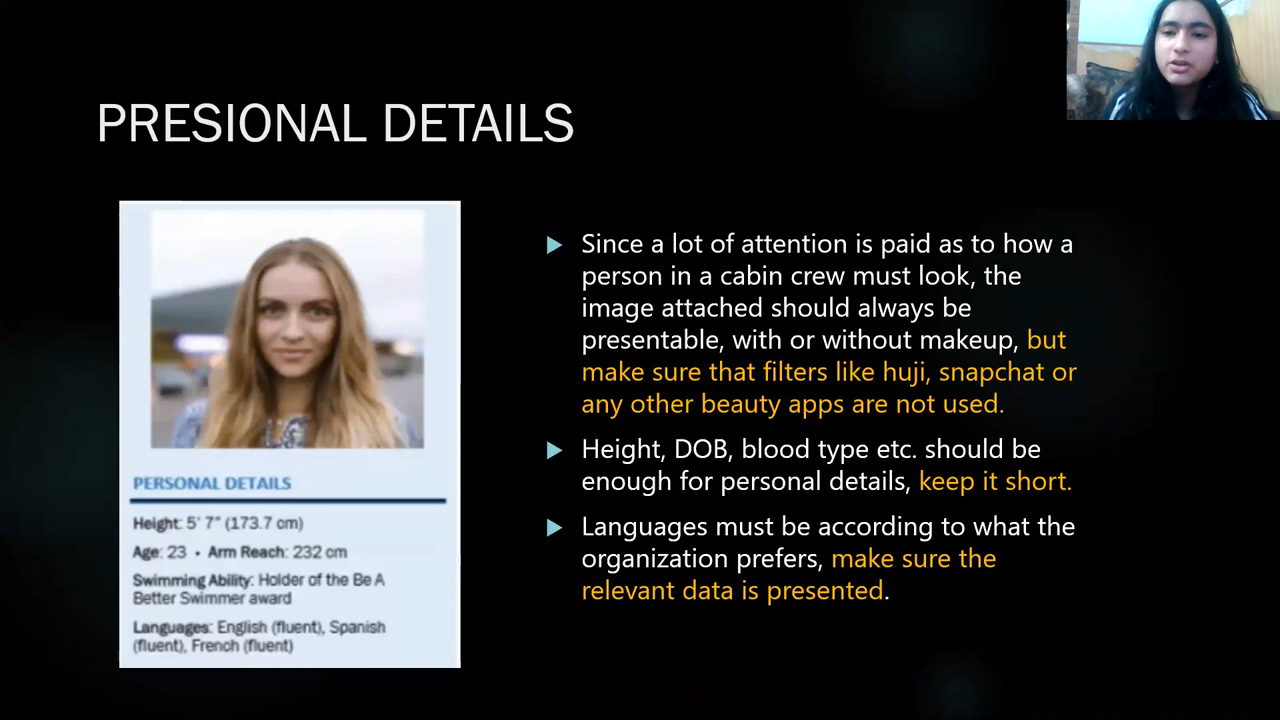 PRESIONAL DETAILS
Since a lot of attention is paid as to how a
person in a cabin crew must look, the
image attached should always be
presentable, with or without makeup, but
make sure that filters like huji, snapchat or
any other beauty apps are not used.
Height, DOB, blood type etc. should be
enough for personal details, keep it short.
Languages must be according to what the
organization prefers, make sure the
relevant data is presented.
PERSONAL DETAILS
Height: 5' 7" (173.7 cm)
Age: 23 • Arm Reach: 232 cm
Swimming Ability: Holder of the Be A
Better Swimmer award
Languages: English (fluent), Spanish
(fluent), French (fluent)